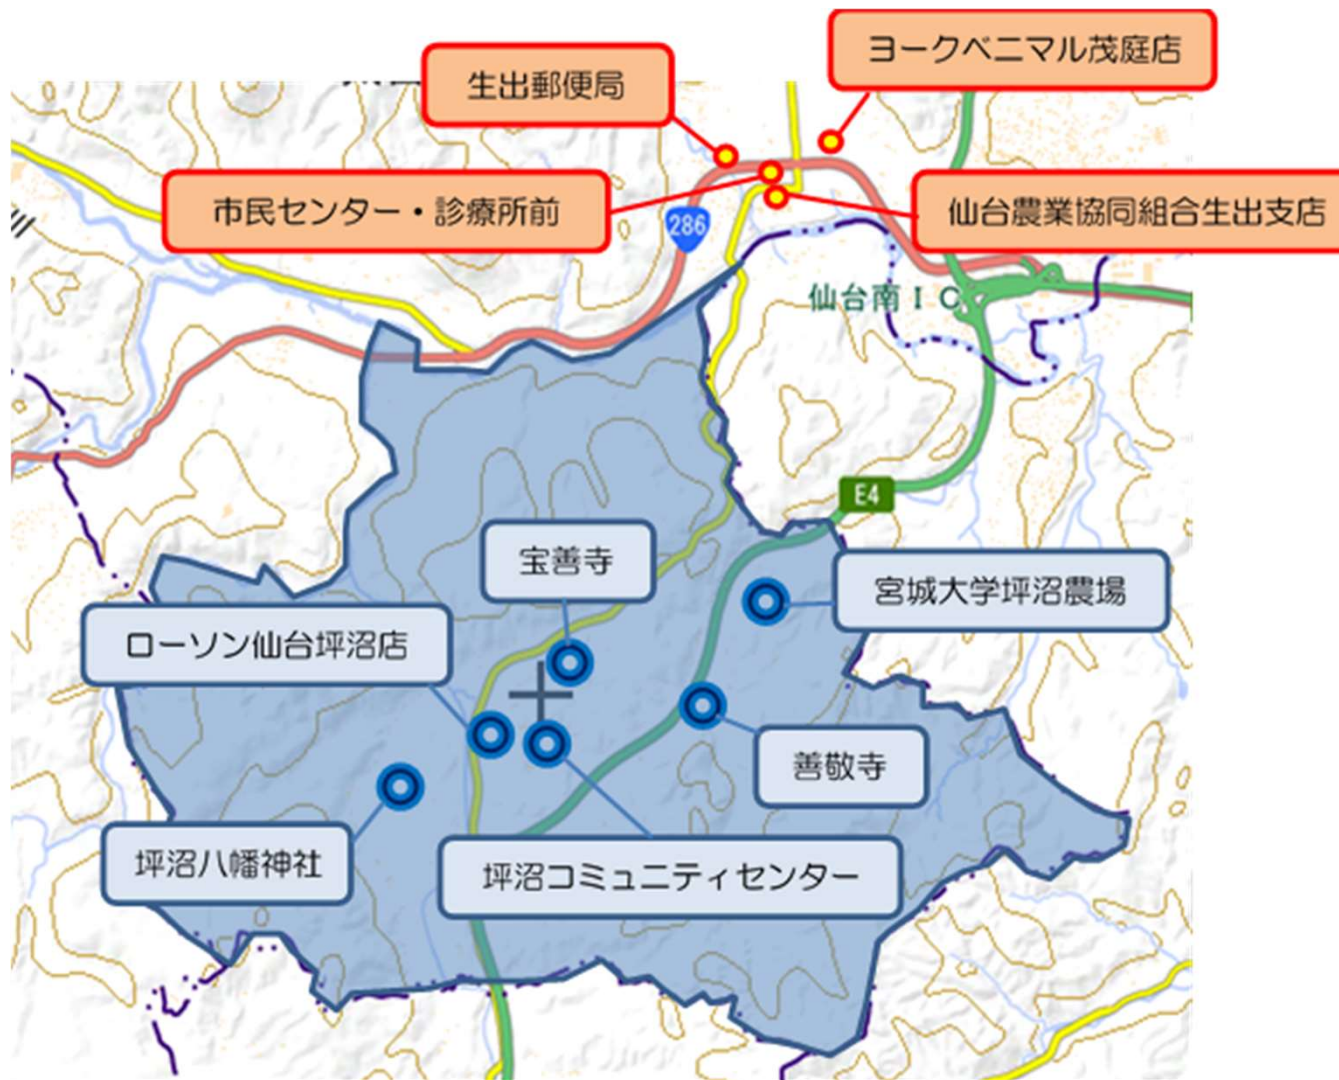 ヨークベニマル茂庭店
生出郵便局
市民センター・診療所前
仙台農業協同組合生出支店
286
仙台南IC
E4
宝善寺
宮城大学坪沼農場
ローソン仙台坪沼店
善敬寺
坪沼八幡神社
坪沼コミュニティセンター